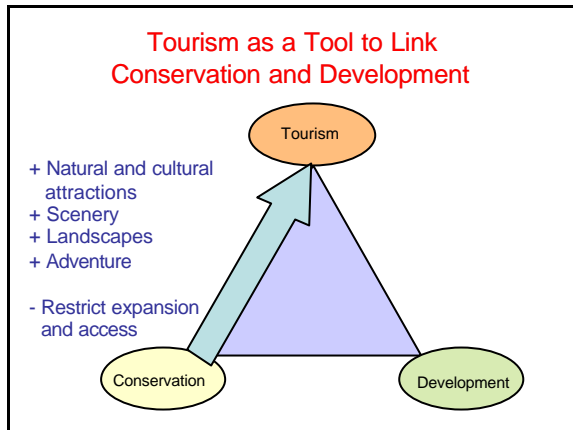 Tourism as a Tool to Link
Conservation and Development
Tourism
+ Natural and cultural
attractions
+ Scenery
+ Landscapes
+ Adventure
- Restrict expansion
and access
Conservation
Development